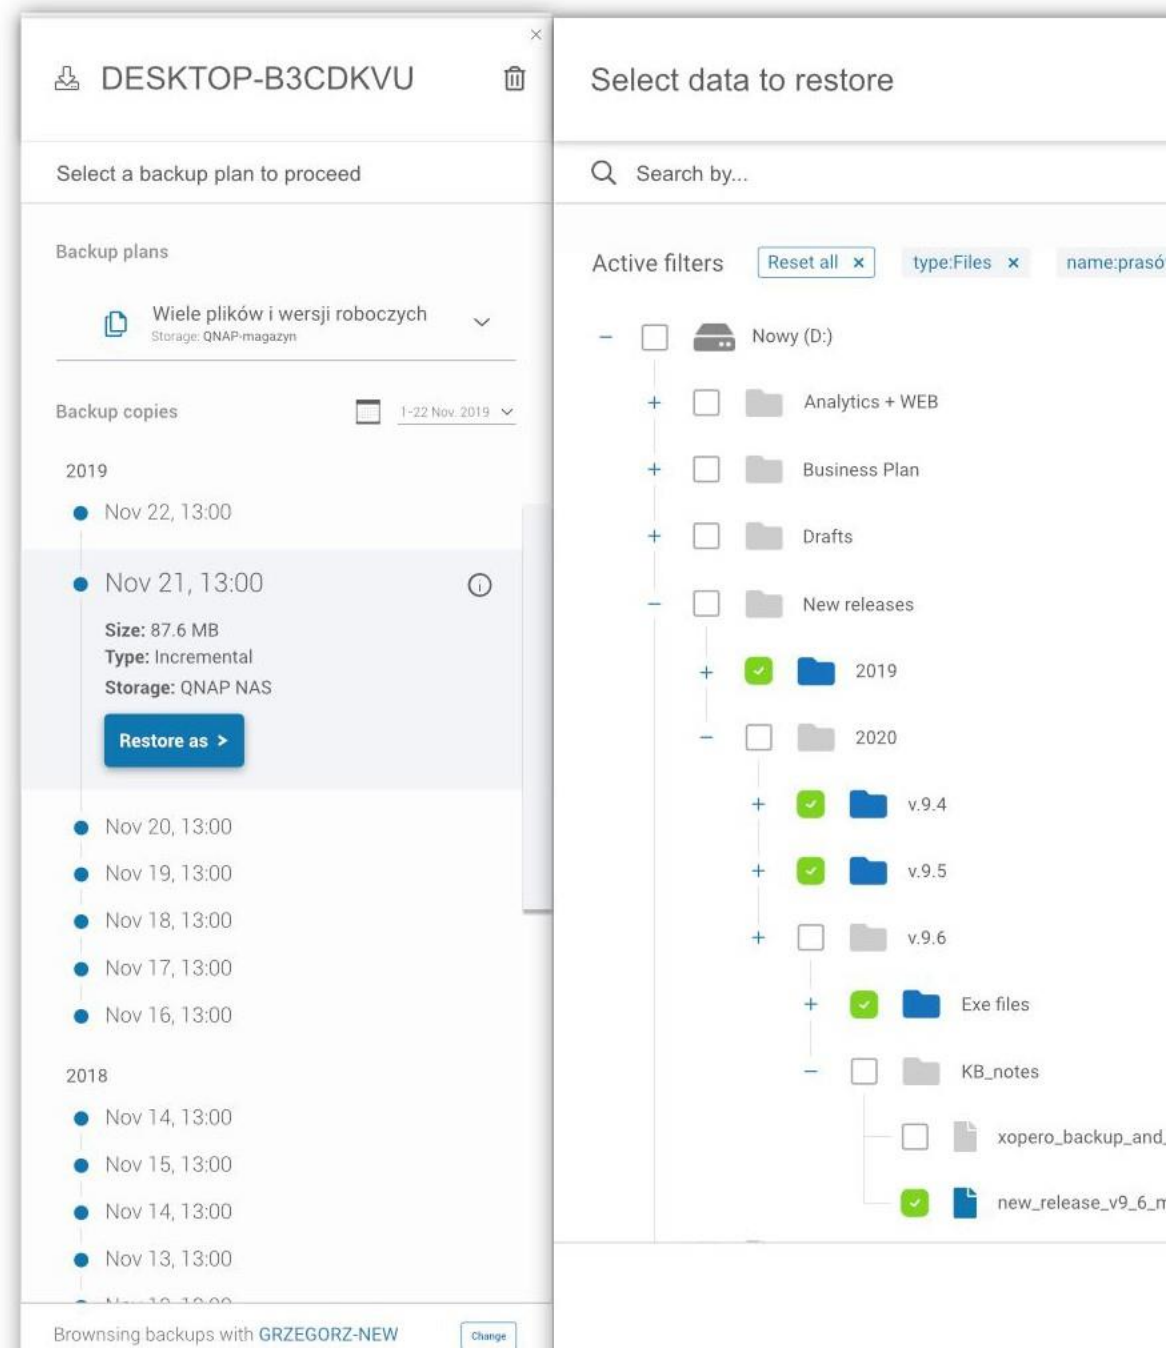 DESKTOP-B3CDKVU
Select a backup plan to proceed
Backup plans
Wiele plików i wersji roboczych
Storage: QNAP-magazyn
Backup copies
1-22 Nov. 2019
2019
Nov 22, 13:00
Nov 21, 13:00
Size: 87.6 MB
Type: Incremental
Storage: QNAP NAS
Restore as >
Nov 20, 13:00
Nov 19, 13:00
Nov 18, 13:00
Nov 17, 13:00
Nov 16, 13:00
2018
Nov 14, 13:00
Nov 15, 13:00
Nov 14, 13:00
Nov 13, 13:00
Brownsing backups with GRZEGORZ-NEW
Change
Select data to restore
Search by...
Active filters
Reset all ×
type:Files ×
name:prasó
Nowy (D:)
Analytics + WEB
Business Plan
Drafts
New releases
2019
2020
v.9.4
v.9.5
v.9.6
Exe files
KB_notes
xopero_backup_and_
new_release_v9_6_m